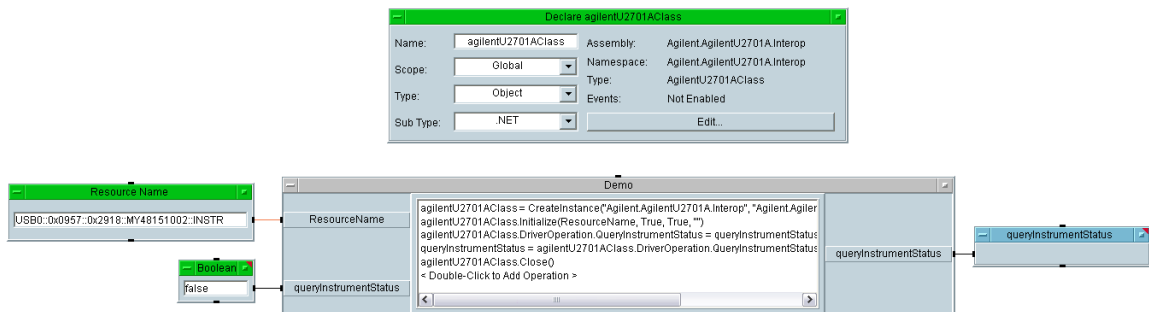 Declare agilentU2701AClass
Name: agilentU2701AClass Assembly: Agilent.AgilentU2701A.Interop
Scope: Global Namespace: Agilent.AgilentU2701A.Interop
Type: AgilentU2701AClass
Type: Object Events: Not Enabled
Sub Type: .NET Edit...
Resource Name
USB0::0x0957::0x2918::MY48151002::INSTR
Demo
ResourceName
agilentU2701AClass = CreateInstance("Agilent.AgilentU2701A.Interop", "Agilent.Agilen
agilentU2701AClass.Initialize(ResourceName, True, True, "")
agilentU2701AClass.DriverOperation.QueryInstrumentStatus = queryInstrumentStatus
queryInstrumentStatus = agilentU2701AClass.DriverOperation.QueryInstrumentStatus
agilentU2701AClass.Close()
< Double-Click to Add Operation >
queryInstrumentStatus
queryInstrumentStatus
Boolean
false
queryInstrumentStatus